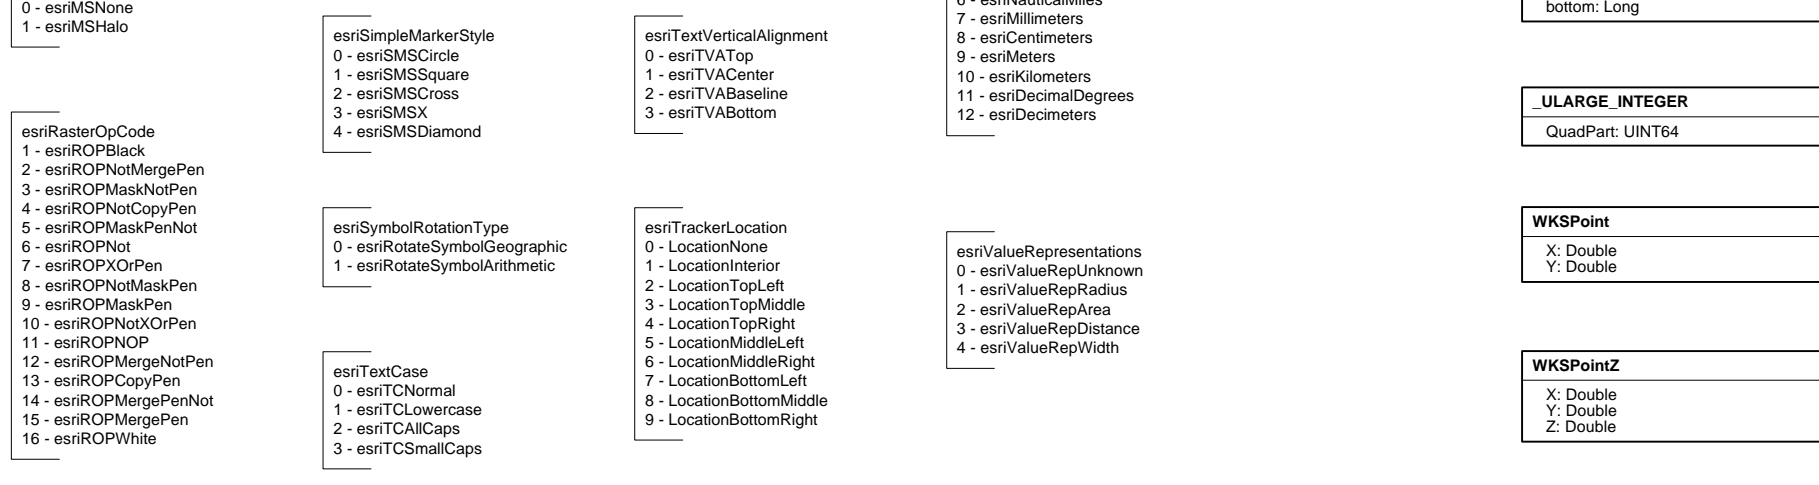 0 - esriMSNone
1 - esriMSHalo
esriRasterOpCode
1 - esriROPBlack
2 - esriROPNotMergePen
3 - esriROPMaskNotPen
4 - esriROPNotCopyPen
5 - esriROPMaskPenNot
6 - esriROPNot
7 - esriROPXOrPen
8 - esriROPNotMaskPen
9 - esriROPMaskPen
10 - esriROPNotXOrPen
11 - esriROPNOP
12 - esriROPMergeNotPen
13 - esriROPCopyPen
14 - esriROPMergePenNot
15 - esriROPMergePen
16 - esriROPWhite
esriSimpleMarkerStyle
0 - esriSMSCircle
1 - esriSMSSquare
2 - esriSMSCross
3 - esriSMSX
4 - esriSMSDiamond
esriSymbolRotationType
0 - esriRotateSymbolGeographic
1 - esriRotateSymbolArithmetic
esriTextCase
0 - esriTCNormal
1 - esriTCLowercase
2 - esriTCAllCaps
3 - esriTCSmallCaps
esriTextVerticalAlignment
0 - esriTVATop
1 - esriTVACenter
2 - esriTVABaseline
3 - esriTVABottom
esriTrackerLocation
0 - LocationNone
1 - LocationInterior
2 - LocationTopLeft
3 - LocationTopMiddle
4 - LocationTopRight
5 - LocationMiddleLeft
6 - LocationMiddleRight
7 - LocationBottomLeft
8 - LocationBottomMiddle
9 - LocationBottomRight
6 - esriNauticalMiles
7 - esriMillimeters
8 - esriCentimeters
9 - esriMeters
10 - esriKilometers
11 - esriDecimalDegrees
12 - esriDecimeters
esriValueRepresentations
0 - esriValueRepUnknown
1 - esriValueRepRadius
2 - esriValueRepArea
3 - esriValueRepDistance
4 - esriValueRepWidth
bottom: Long
_ULARGE_INTEGER
QuadPart: UINT64
WKSPoint
X: Double
Y: Double
WKSPointZ
X: Double
Y: Double
Z: Double